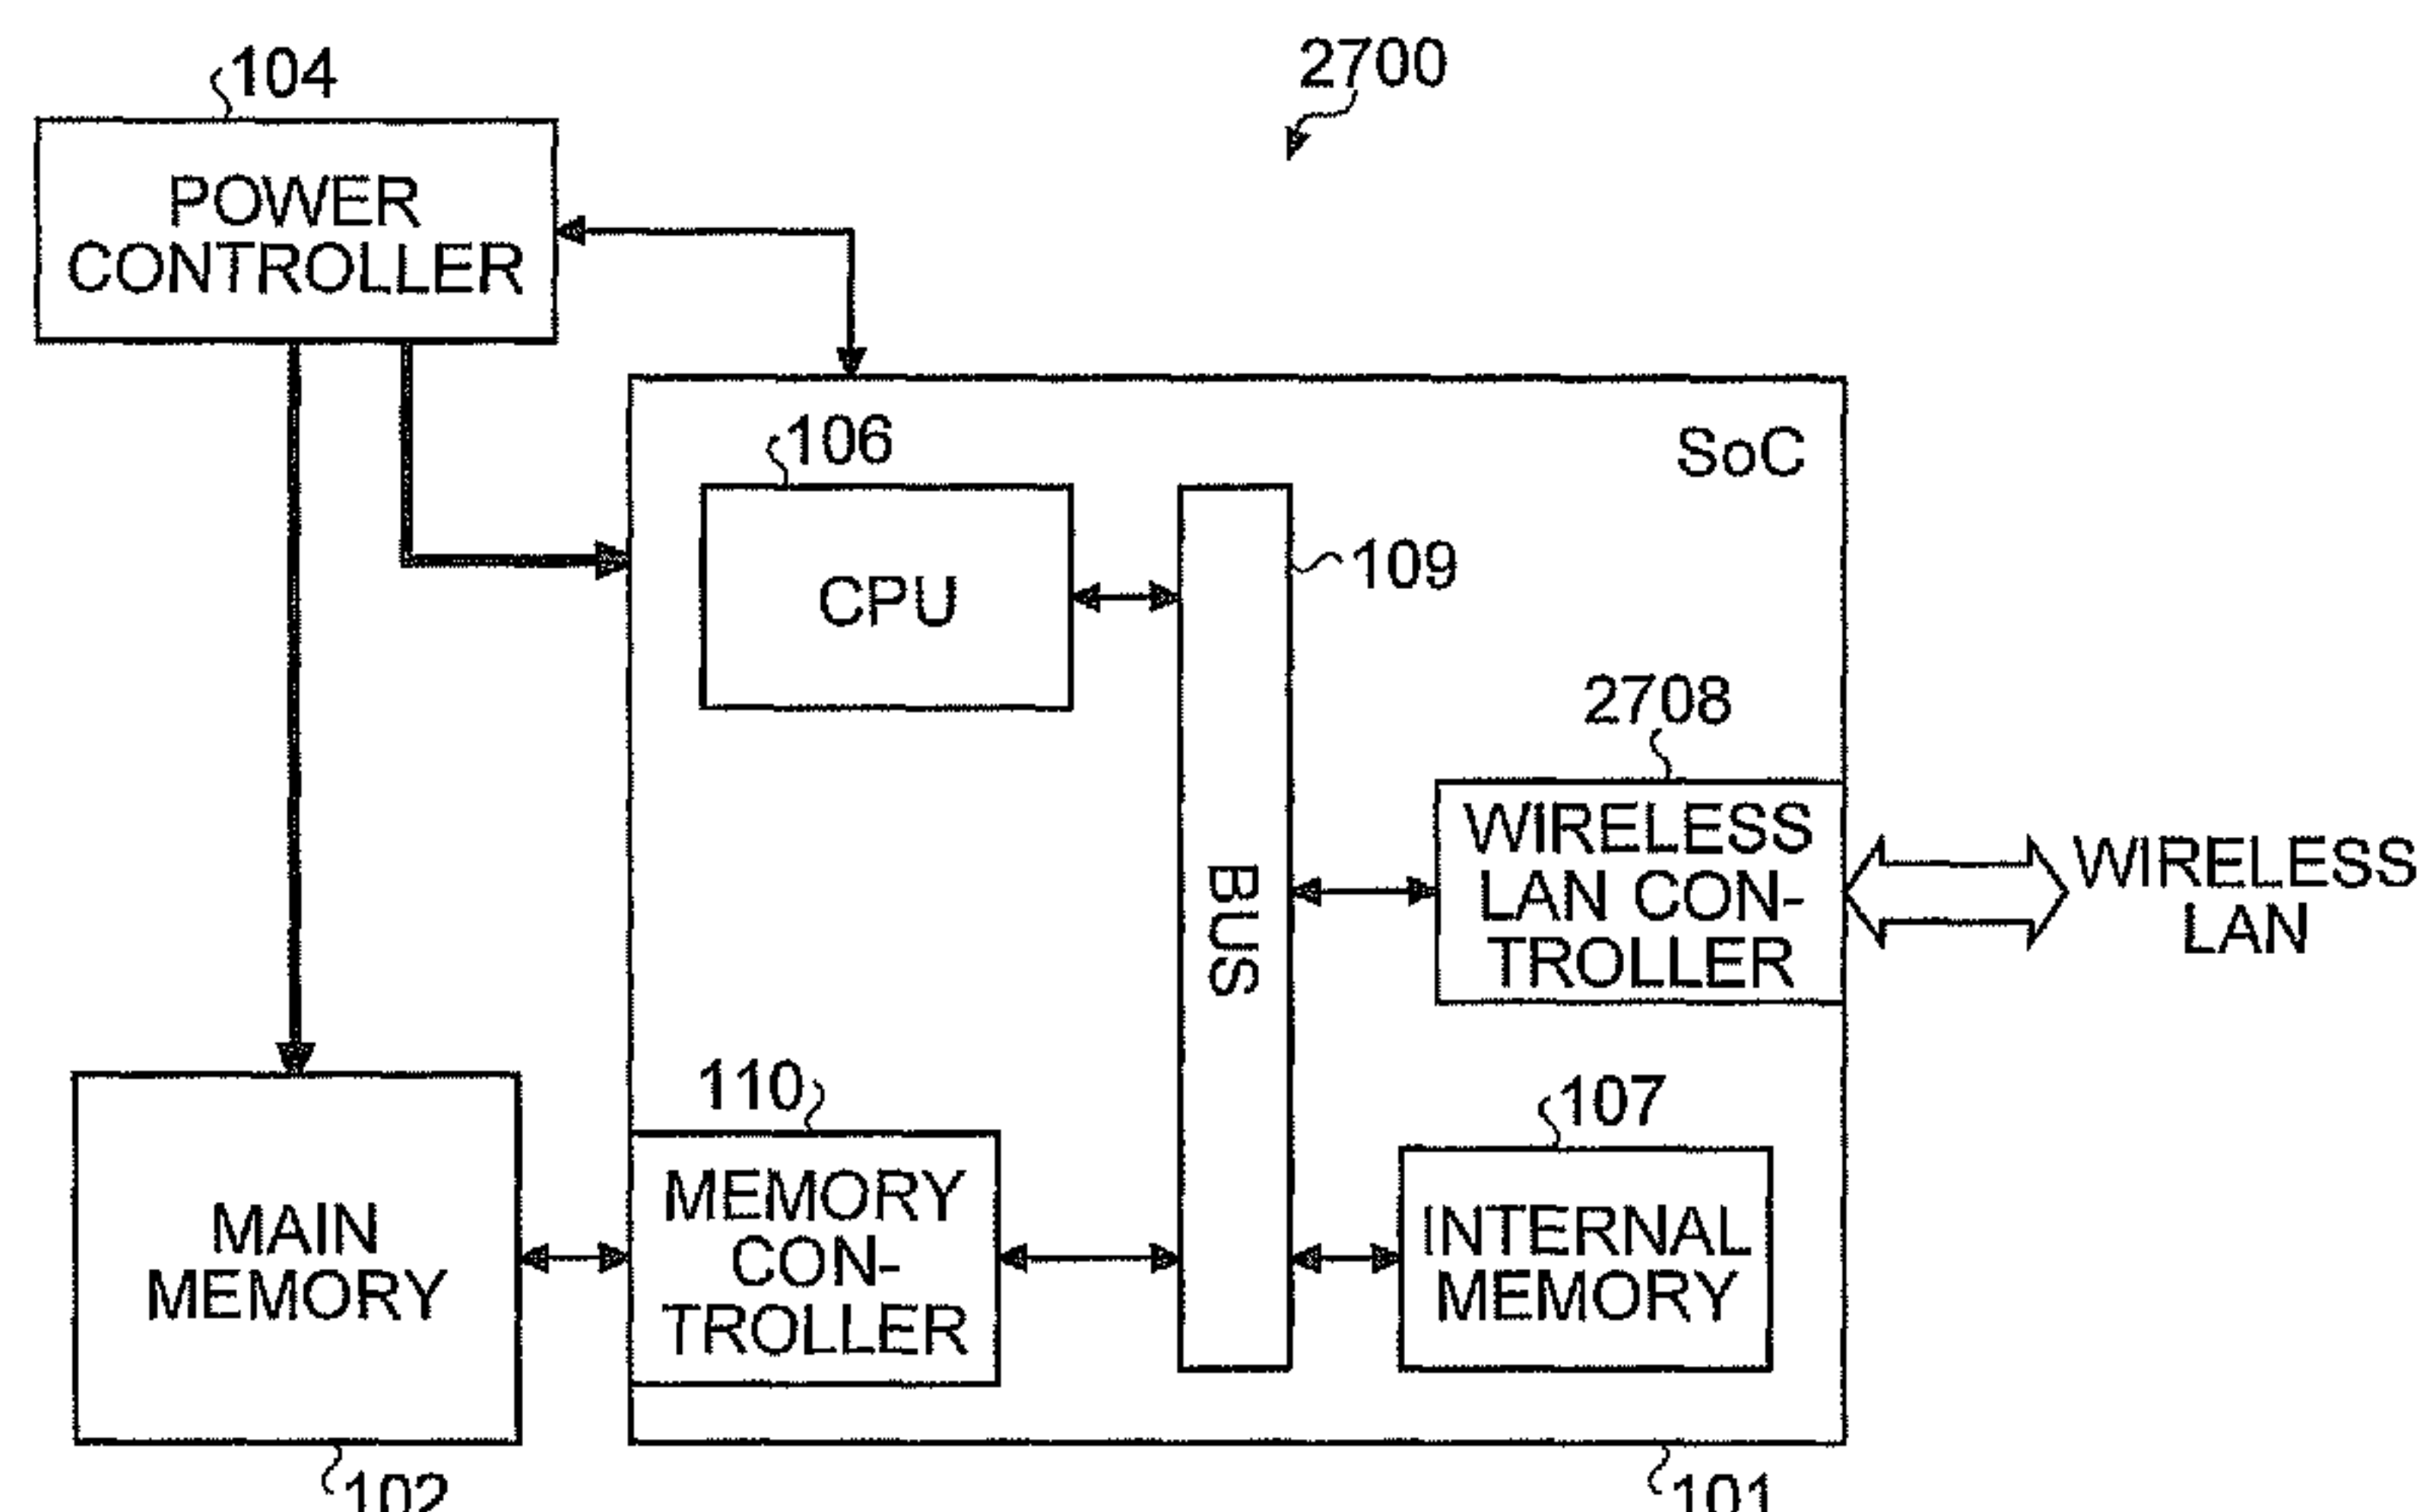 104
2700
POWER
CONTROLLER
SoC
106
CPU
109
BUS
2708
WIRELESS
LAN CON-
TROLLER
WIRELESS
LAN
110
MEMORY
CON-
TROLLER
107
INTERNAL
MEMORY
MAIN
MEMORY
102
101